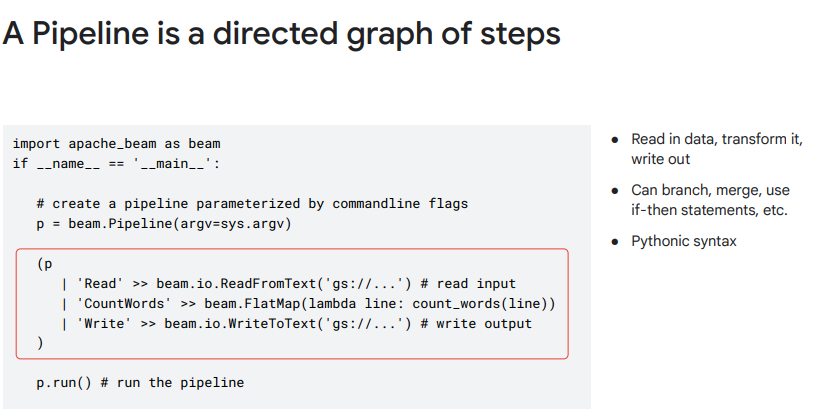 A Pipeline is a directed graph of steps
import apache_beam as beam
if __name__ == '__main__':
# create a pipeline parameterized by commandline flags
p = beam.Pipeline(argv=sys.argv)
(p
| 'Read' >> beam.io.ReadFromText('gs://...') # read input
| 'CountWords' >> beam.FlatMap(lambda line: count_words(line))
| 'Write' >> beam.io.WriteToText('gs://...') # write output
)
p.run() # run the pipeline
● Read in data, transform it,
write out
● Can branch, merge, use
if-then statements, etc.
● Pythonic syntax